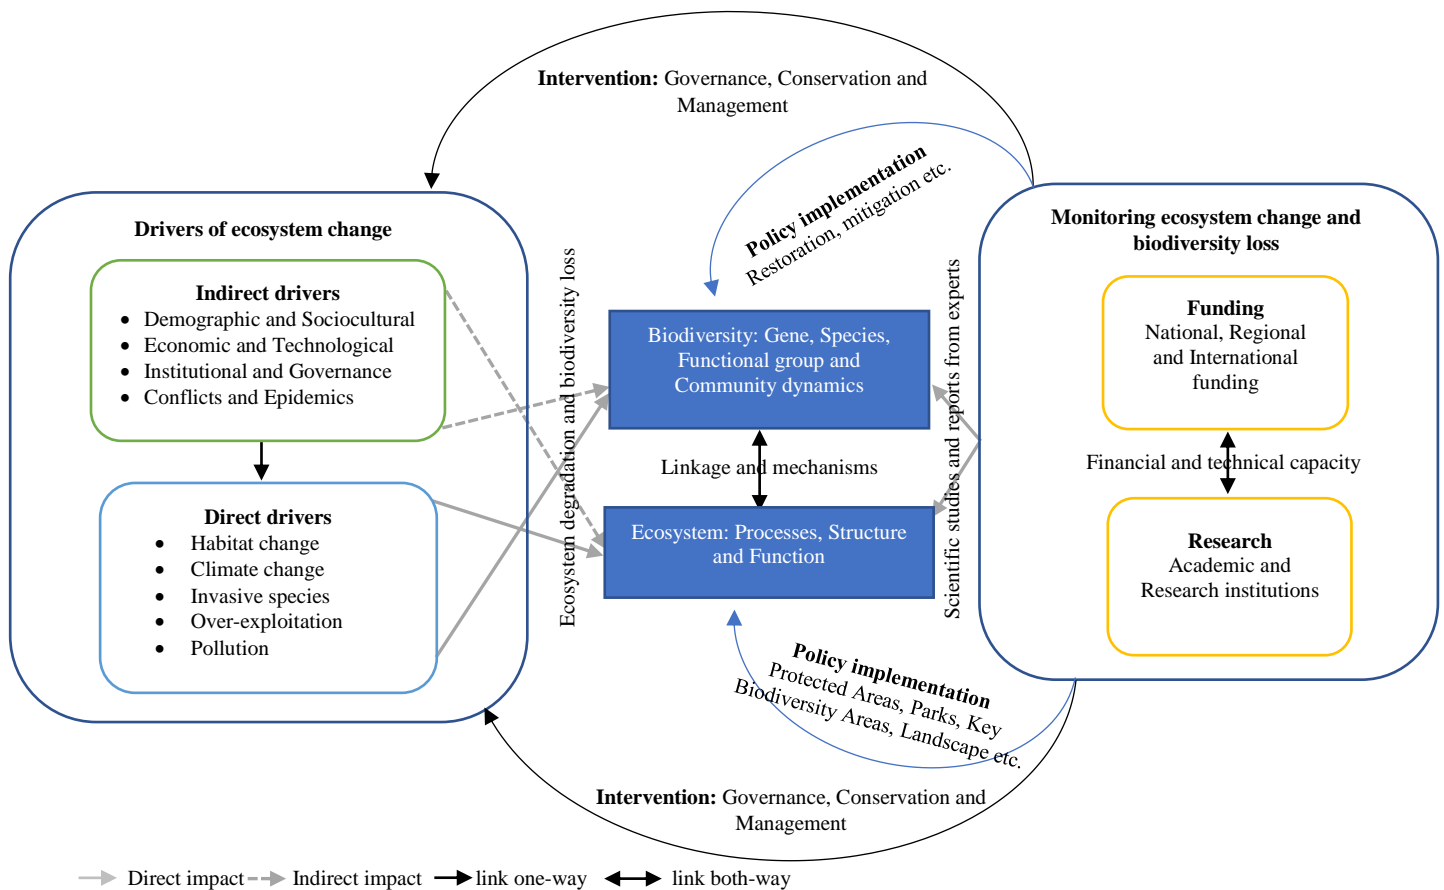 Intervention: Governance, Conservation and
Management
Policy implementation
Restoration, mitigation etc.
Drivers of ecosystem change
Indirect drivers
• Demographic and Sociocultural
• Economic and Technological
• Institutional and Governance
• Conflicts and Epidemics
Direct drivers
• Habitat change
• Climate change
• Invasive species
• Over-exploitation
• Pollution
Ecosystem degradation and biodiversity loss
Biodiversity: Gene, Species,
Functional group and
Community dynamics
Linkage and mechanisms
Ecosystem: Processes, Structure
and Function
Scientific studies and reports from experts
Monitoring ecosystem change and
biodiversity loss
Funding
National, Regional
and International
funding
Financial and technical capacity
Research
Academic and
Research institutions
Policy implementation
Protected Areas, Parks, Key
Biodiversity Areas, Landscape etc.
Intervention: Governance, Conservation and
Management
Direct impact
Indirect impact
link one-way
link both-way